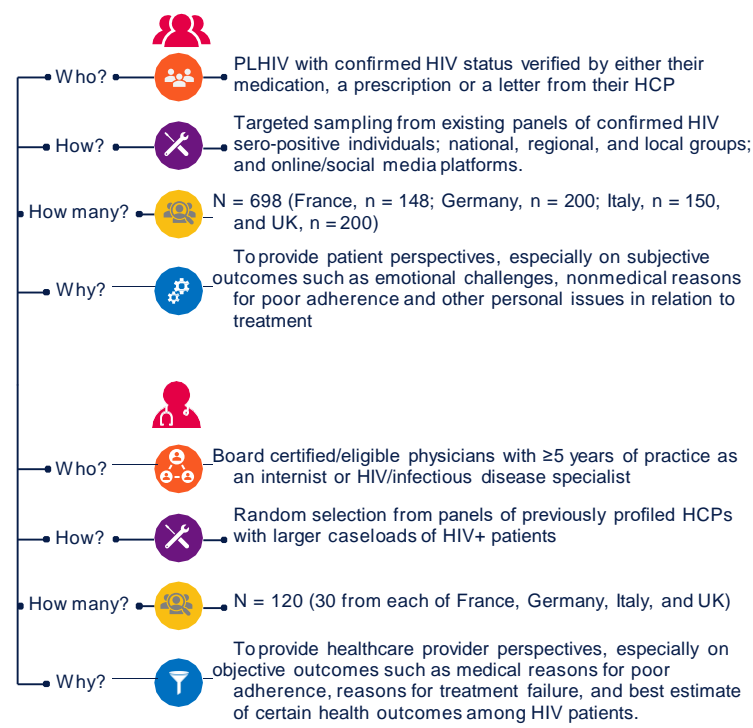 Who?
PLHIV with confirmed HIV status verified by either their
medication, a prescription or a letter from their HCP
How?
Targeted sampling from existing panels of confirmed HIV
sero-positive individuals; national, regional, and local groups;
and online/social media platforms.
How many?
N = 698 (France, n = 148; Germany, n = 200; Italy, n = 150,
and UK, n = 200)
Why?
To provide patient perspectives, especially on subjective
outcomes such as emotional challenges, nonmedical reasons
for poor adherence and other personal issues in relation to
treatment
Who?
Board certified/eligible physicians with ≥5 years of practice as
an internist or HIV/infectious disease specialist
How?
Random selection from panels of previously profiled HCPs
with larger caseloads of HIV+ patients
How many?
N = 120 (30 from each of France, Germany, Italy, and UK)
Why?
To provide healthcare provider perspectives, especially on
objective outcomes such as medical reasons for poor
adherence, reasons for treatment failure, and best estimate
of certain health outcomes among HIV patients.